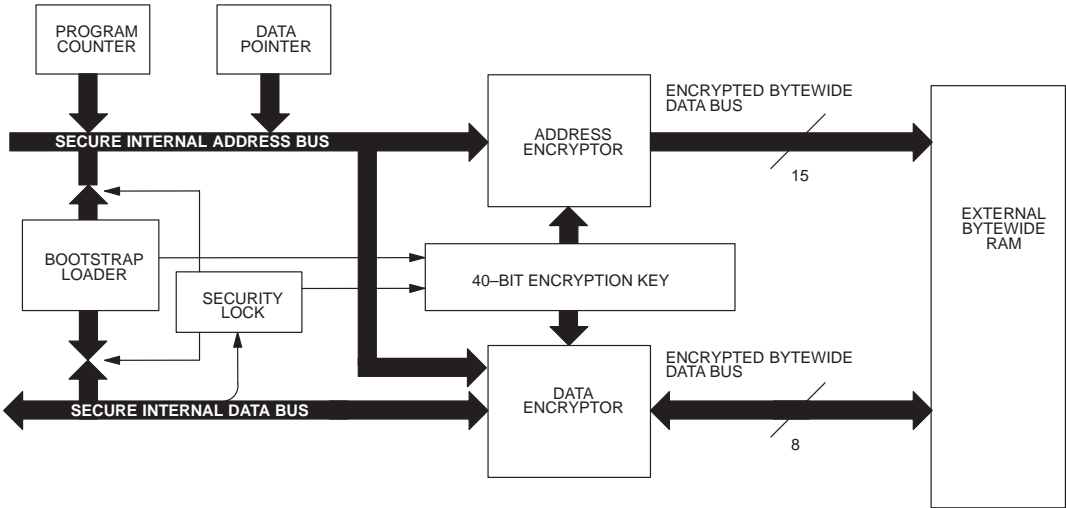 PROGRAM
COUNTER
DATA
POINTER
ENCRYPTED BYTEWIDE
DATA BUS
SECURE INTERNAL ADDRESS BUS
ADDRESS
ENCRYPTOR
15
EXTERNAL
BYTEWIDE
RAM
BOOTSTRAP
LOADER
40–BIT ENCRYPTION KEY
SECURITY
LOCK
ENCRYPTED BYTEWIDE
DATA BUS
DATA
ENCRYPTOR
SECURE INTERNAL DATA BUS
8